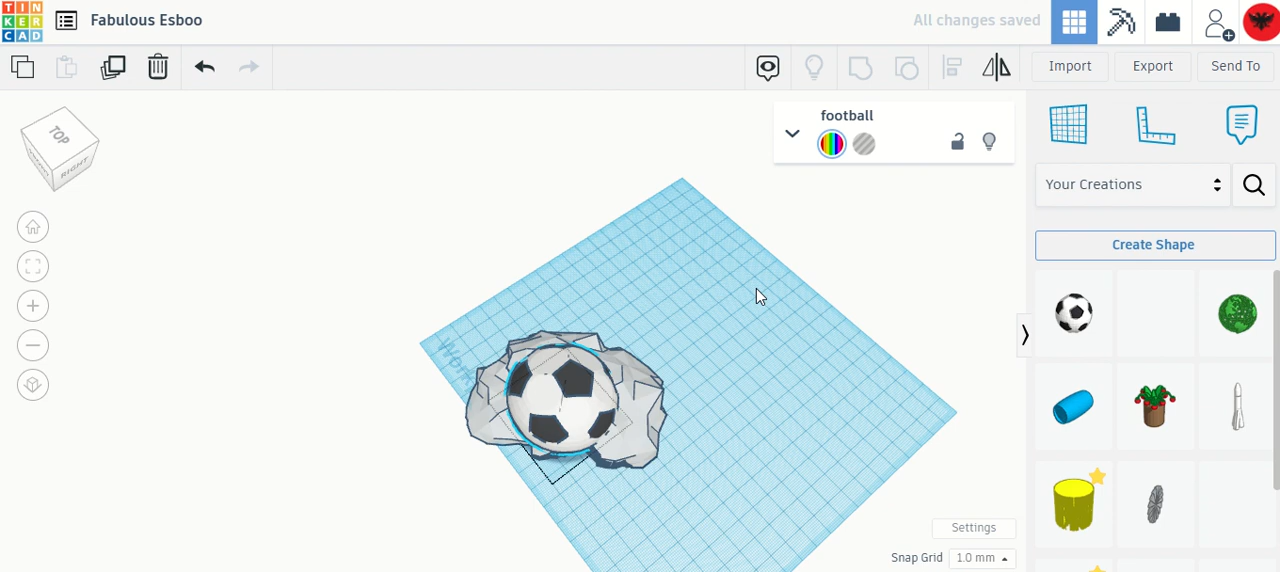 TIN
KER
CAD
Fabulous Esboo
All changes saved
Import
Export
Send To
TOP
RIGHT
football
Your Creations
Create Shape
Work
Settings
Snap Grid
1.0 mm